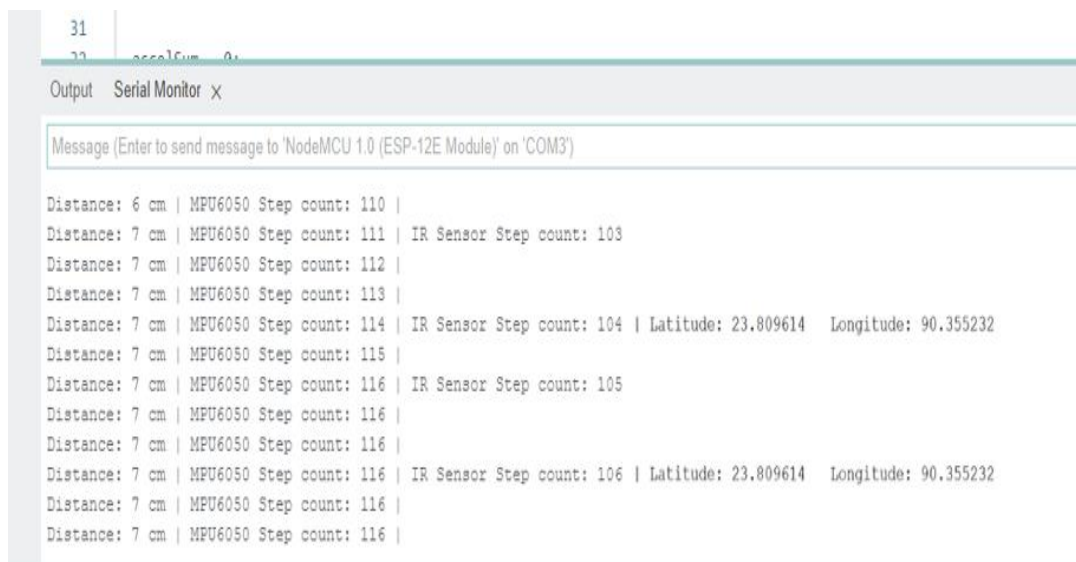 31
Output Serial Monitor ×
Message (Enter to send message to 'NodeMCU 1.0 (ESP-12E Module)' on 'COM3')
Distance: 6 cm | MPU6050 Step count: 110 |
Distance: 7 cm | MPU6050 Step count: 111 | IR Sensor Step count: 103
Distance: 7 cm | MPU6050 Step count: 112 |
Distance: 7 cm | MPU6050 Step count: 113 |
Distance: 7 cm | MPU6050 Step count: 114 | IR Sensor Step count: 104 | Latitude: 23.809614 Longitude: 90.355232
Distance: 7 cm | MPU6050 Step count: 115 |
Distance: 7 cm | MPU6050 Step count: 116 | IR Sensor Step count: 105
Distance: 7 cm | MPU6050 Step count: 116 |
Distance: 7 cm | MPU6050 Step count: 116 |
Distance: 7 cm | MPU6050 Step count: 116 | IR Sensor Step count: 106 | Latitude: 23.809614 Longitude: 90.355232
Distance: 7 cm | MPU6050 Step count: 116 |
Distance: 7 cm | MPU6050 Step count: 116 |